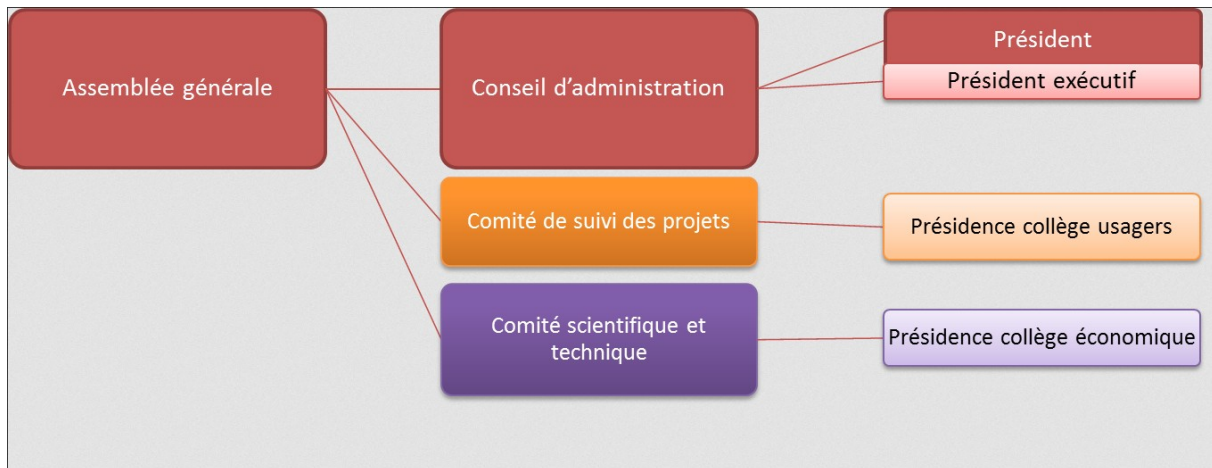 Assemblée générale
Conseil d’administration
Président
Président exécutif
Comité de suivi des projets
Présidence collège usagers
Comité scientifique et
technique
Présidence collège économique